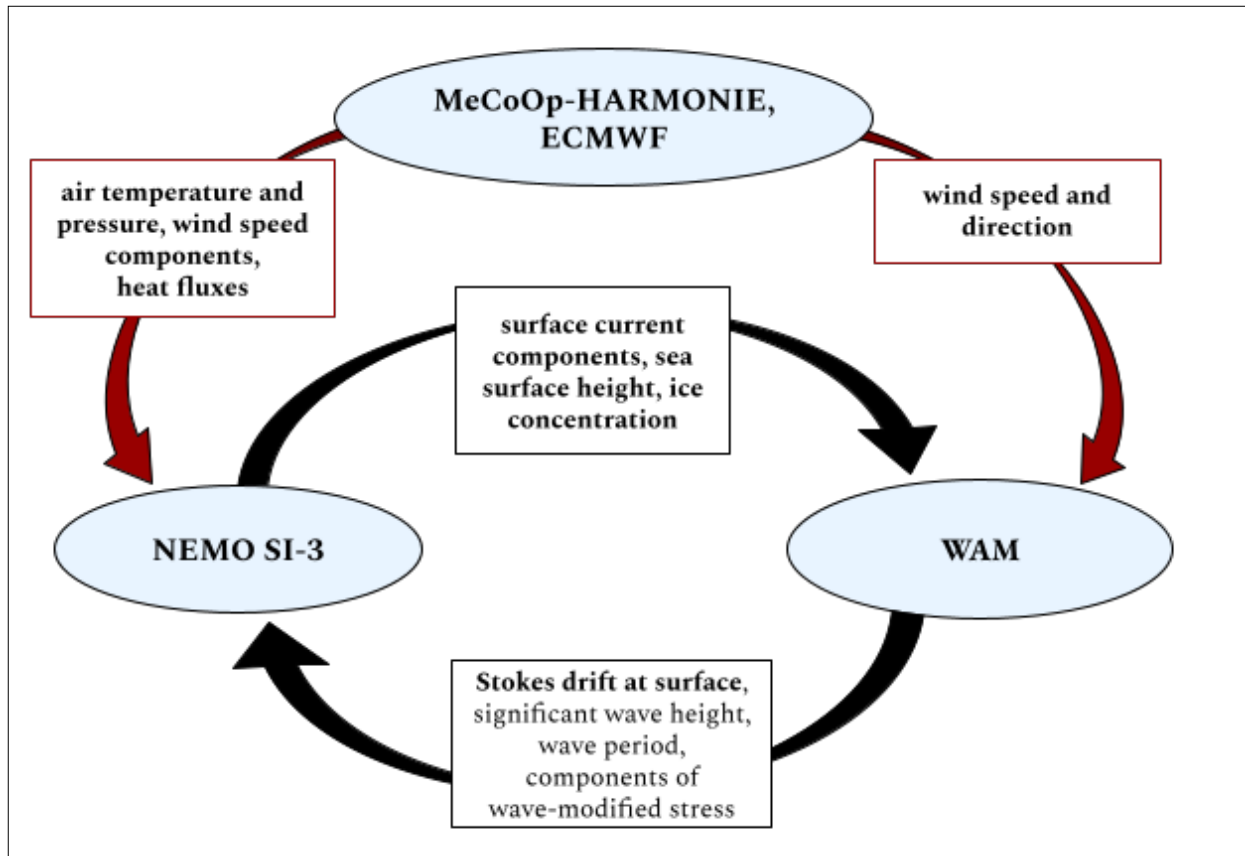 MeCoOp-HARMONIE,
ECMWF
air temperature and
pressure, wind speed
components,
heat fluxes
wind speed and
direction
surface current
components, sea
surface height, ice
concentration
NEMO SI-3
WAM
Stokes drift at surface,
significant wave height,
wave period,
components of
wave-modified stress